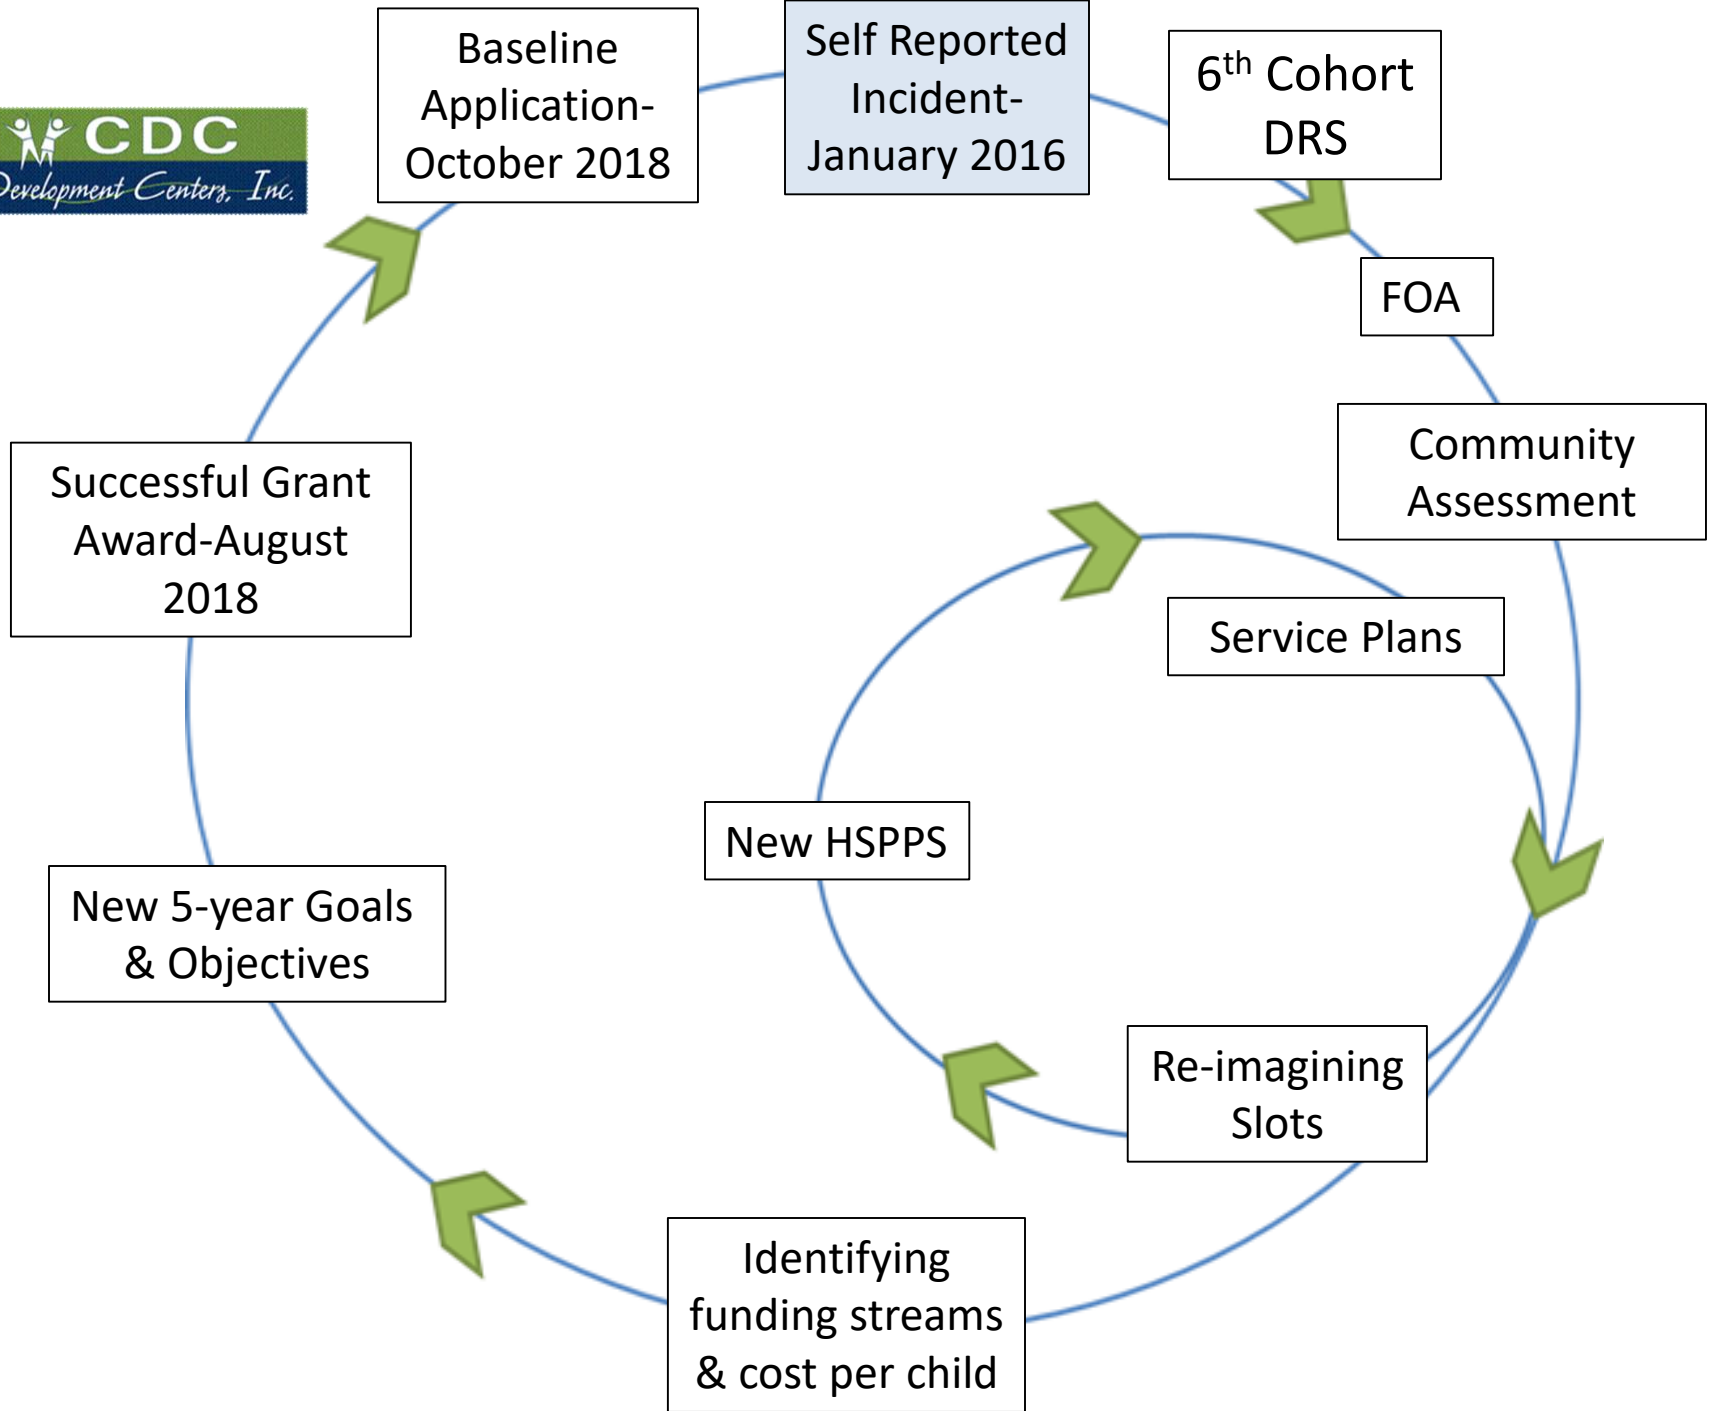 CDC
Development Centers, Inc.
Baseline
Application-
October 2018
Self Reported
Incident-
January 2016
6th Cohort
DRS
FOA
Community
Assessment
Service Plans
Re-imagining
Slots
New HSPPS
Identifying
funding streams
& cost per child
New 5-year Goals
& Objectives
Successful Grant
Award-August
2018